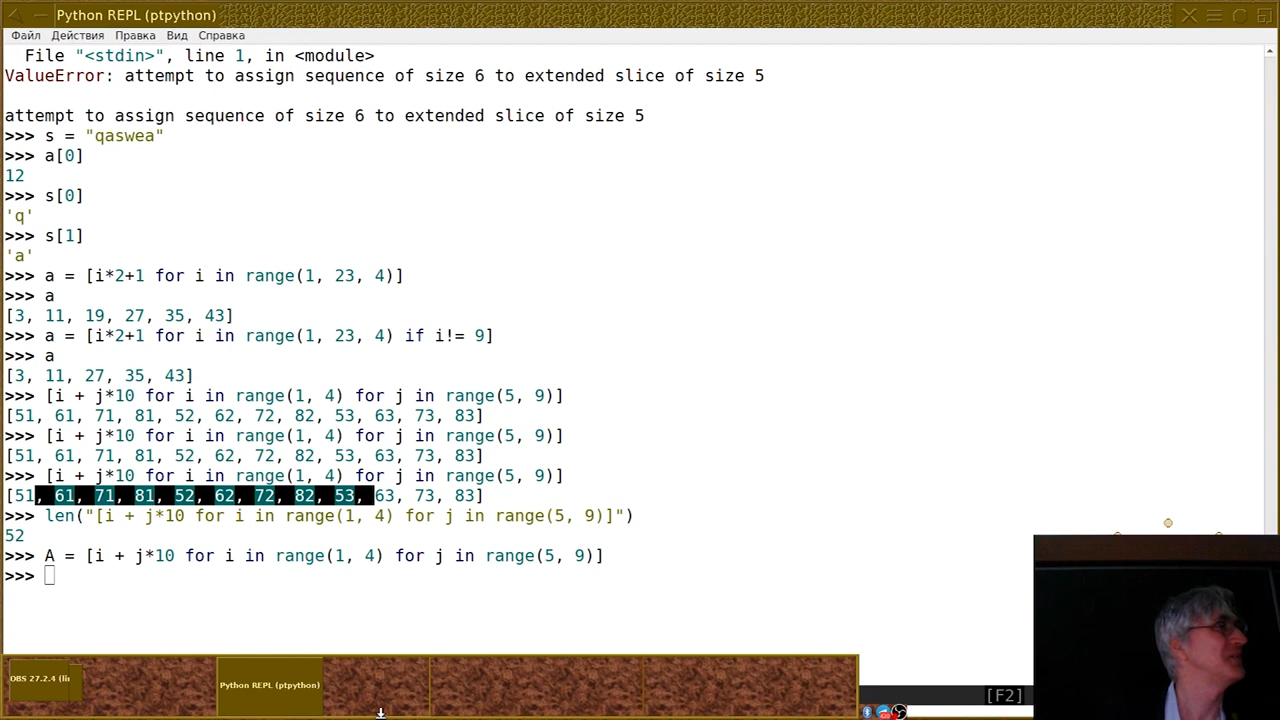 Python REPL (ptpython)
Файл Действия Правка Вид Справка
File "<stdin>", line 1, in <module>
ValueError: attempt to assign sequence of size 6 to extended slice of size 5
attempt to assign sequence of size 6 to extended slice of size 5
>>> s = "qaswea"
>>> a[0]
12
>>> s[0]
'q'
>>> s[1]
'a'
>>> a = [i*2+1 for i in range(1, 23, 4)]
>>> a
[3, 11, 19, 27, 35, 43]
>>> a = [i*2+1 for i in range(1, 23, 4) if i!= 9]
>>> a
[3, 11, 27, 35, 43]
>>> [i + j*10 for i in range(1, 4) for j in range(5, 9)]
[51, 61, 71, 81, 52, 62, 72, 82, 53, 63, 73, 83]
>>> [i + j*10 for i in range(1, 4) for j in range(5, 9)]
[51, 61, 71, 81, 52, 62, 72, 82, 53, 63, 73, 83]
>>> [i + j*10 for i in range(1, 4) for j in range(5, 9)]
[51, 61, 71, 81, 52, 62, 72, 82, 53, 63, 73, 83]
>>> len("[i + j*10 for i in range(1, 4) for j in range(5, 9)]")
52
>>> A = [i + j*10 for i in range(1, 4) for j in range(5, 9)]
>>>
OBS 27.2.4 (lin
Python REPL (ptpython)
[F2]